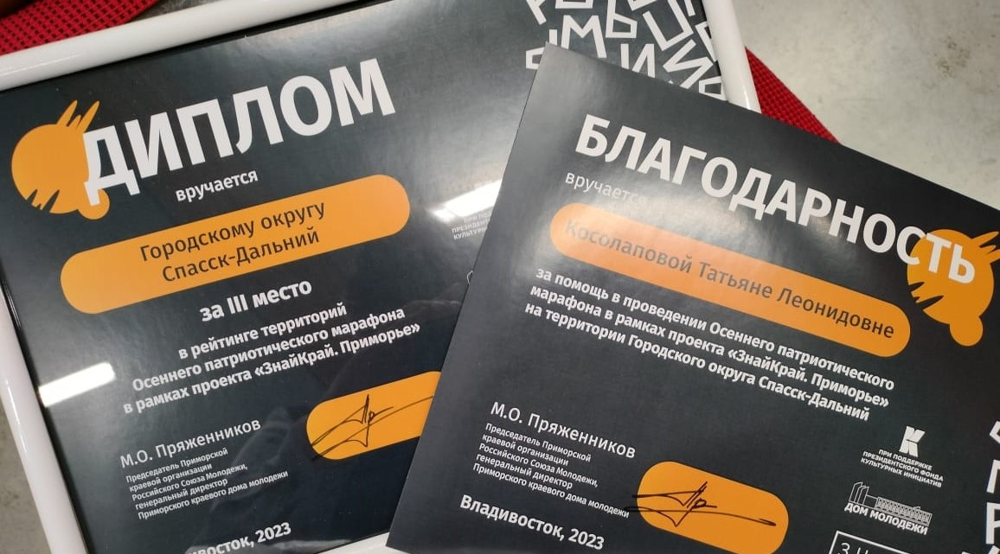 ДИПЛОМ
вручается
Городскому округу
Спасск-Дальний
за III место
в рейтинге территорий
Осеннего патриотического марафона
в рамках проекта «ЗнайКрай. Приморье»
М.О. Пряженников
Председатель Приморской
краевой организации
Российского Союза Молодежи,
генеральный директор
Приморского краевого дома молодежи
2023
БЛАГОДАРНОСТЬ
вручается
Косолаповой Татьяне Леонидовне
за помощь в проведении Осеннего патриотического
марафона в рамках проекта «ЗнайКрай. Приморье»
на территории Городского округа Спасск-Дальний
М.О. Пряженников
Председатель Приморской
краевой организации
Российского Союза Молодежи,
генеральный директор
Приморского краевого дома молодежи
Владивосток, 2023
ПРИ ПОДДЕРЖКЕ
ПРЕЗИДЕНТСКОГО ФОНДА
КУЛЬТУРНЫХ ИНИЦИАТИВ
ДОМ МОЛОДЕЖИ